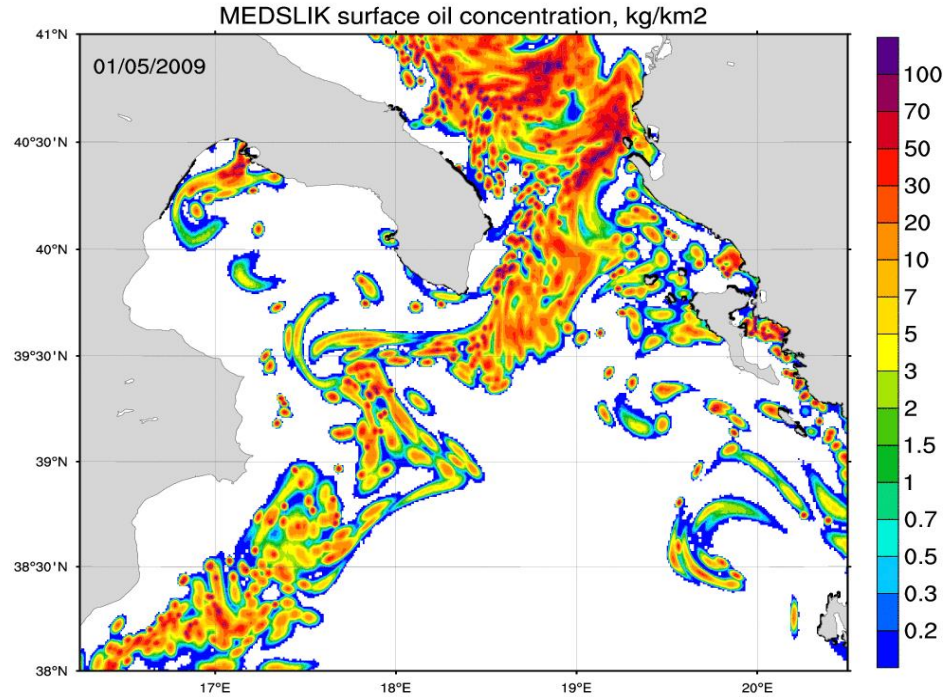 MEDSLIK surface oil concentration, kg/km2
01/05/2009
41°N
40°30'N
40°N
39°30'N
39°N
38°30'N
38°N
17°E
18°E
19°E
20°E
100
70
50
30
20
10
7
5
3
2
1.5
1
0.7
0.5
0.3
0.2